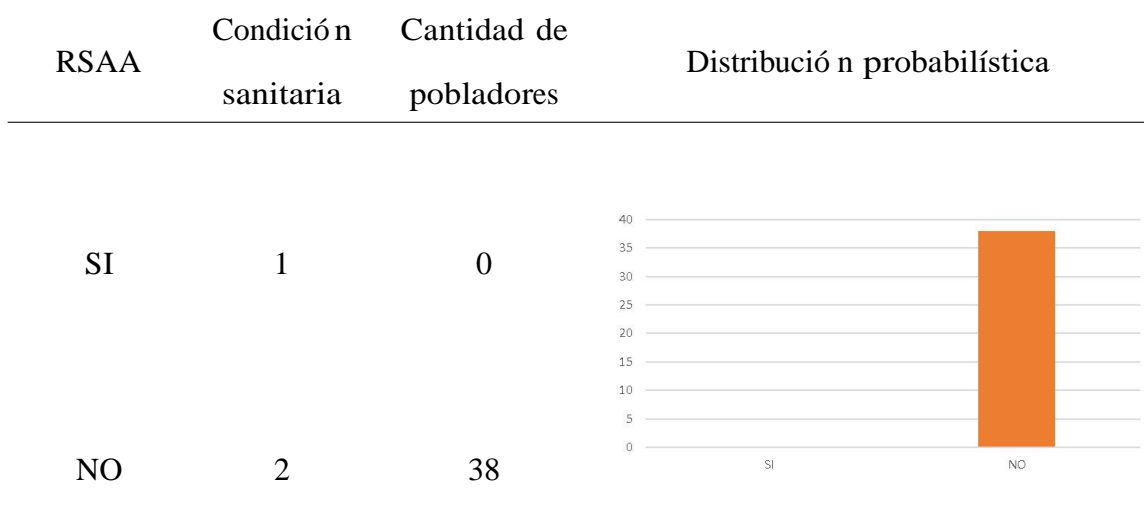 RSAA Condición sanitaria Cantidad de pobladores Distribución probabilística
SI 1 0
NO 2 38
40
35
30
25
20
15
10
5
0
SI NO